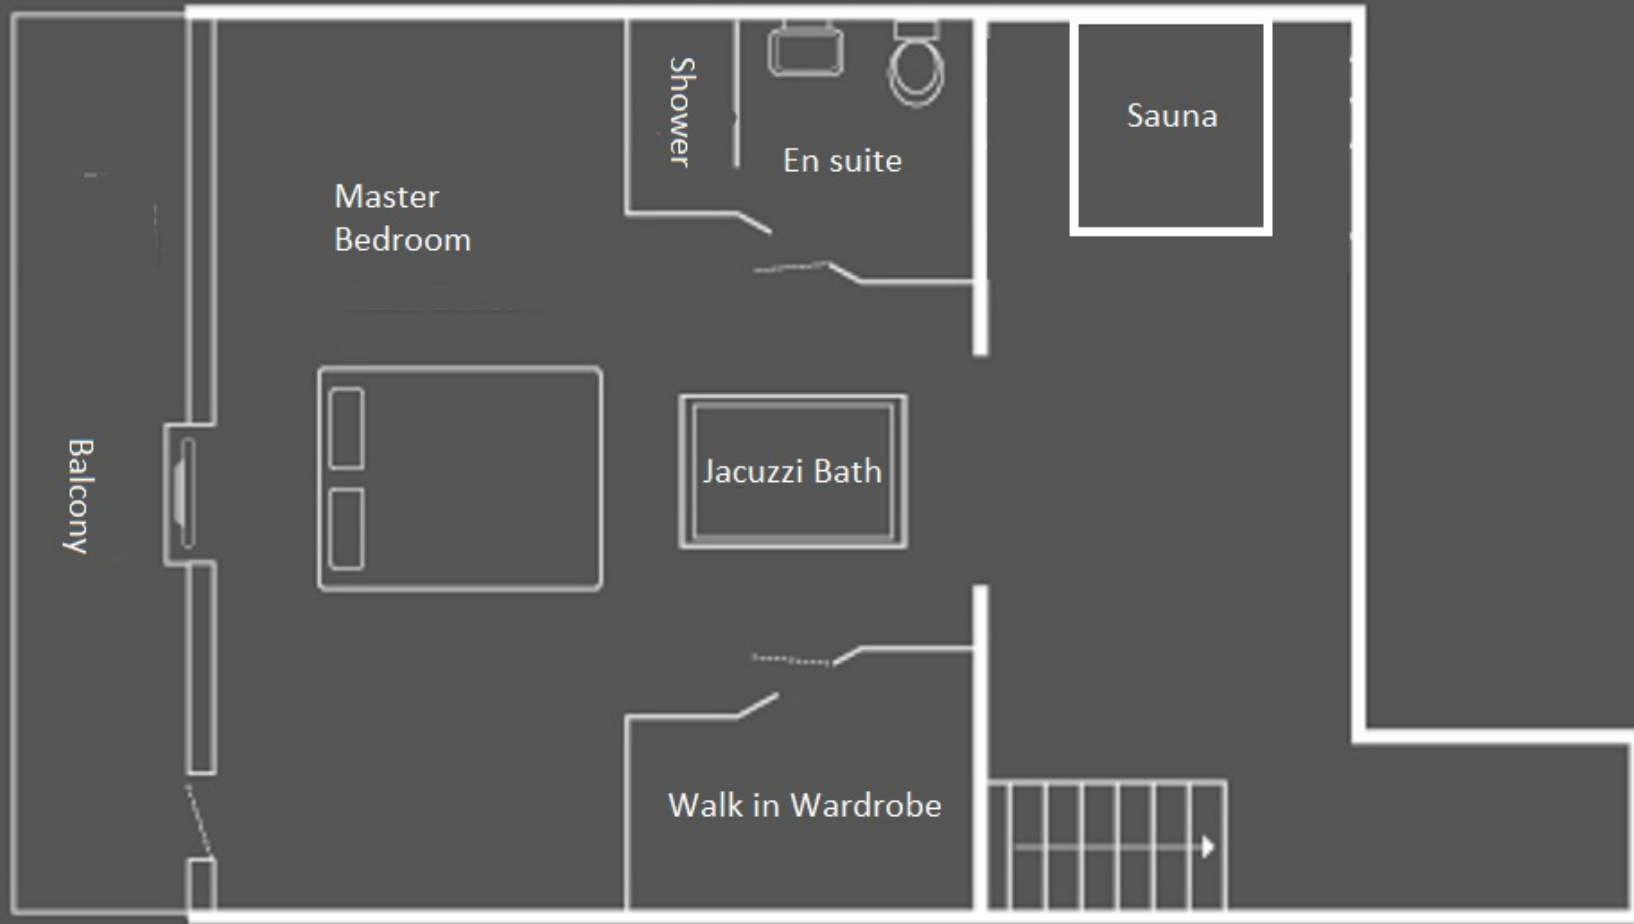 Shower
En suite
Sauna
Master
Bedroom
Balcony
Jacuzzi Bath
Walk in Wardrobe